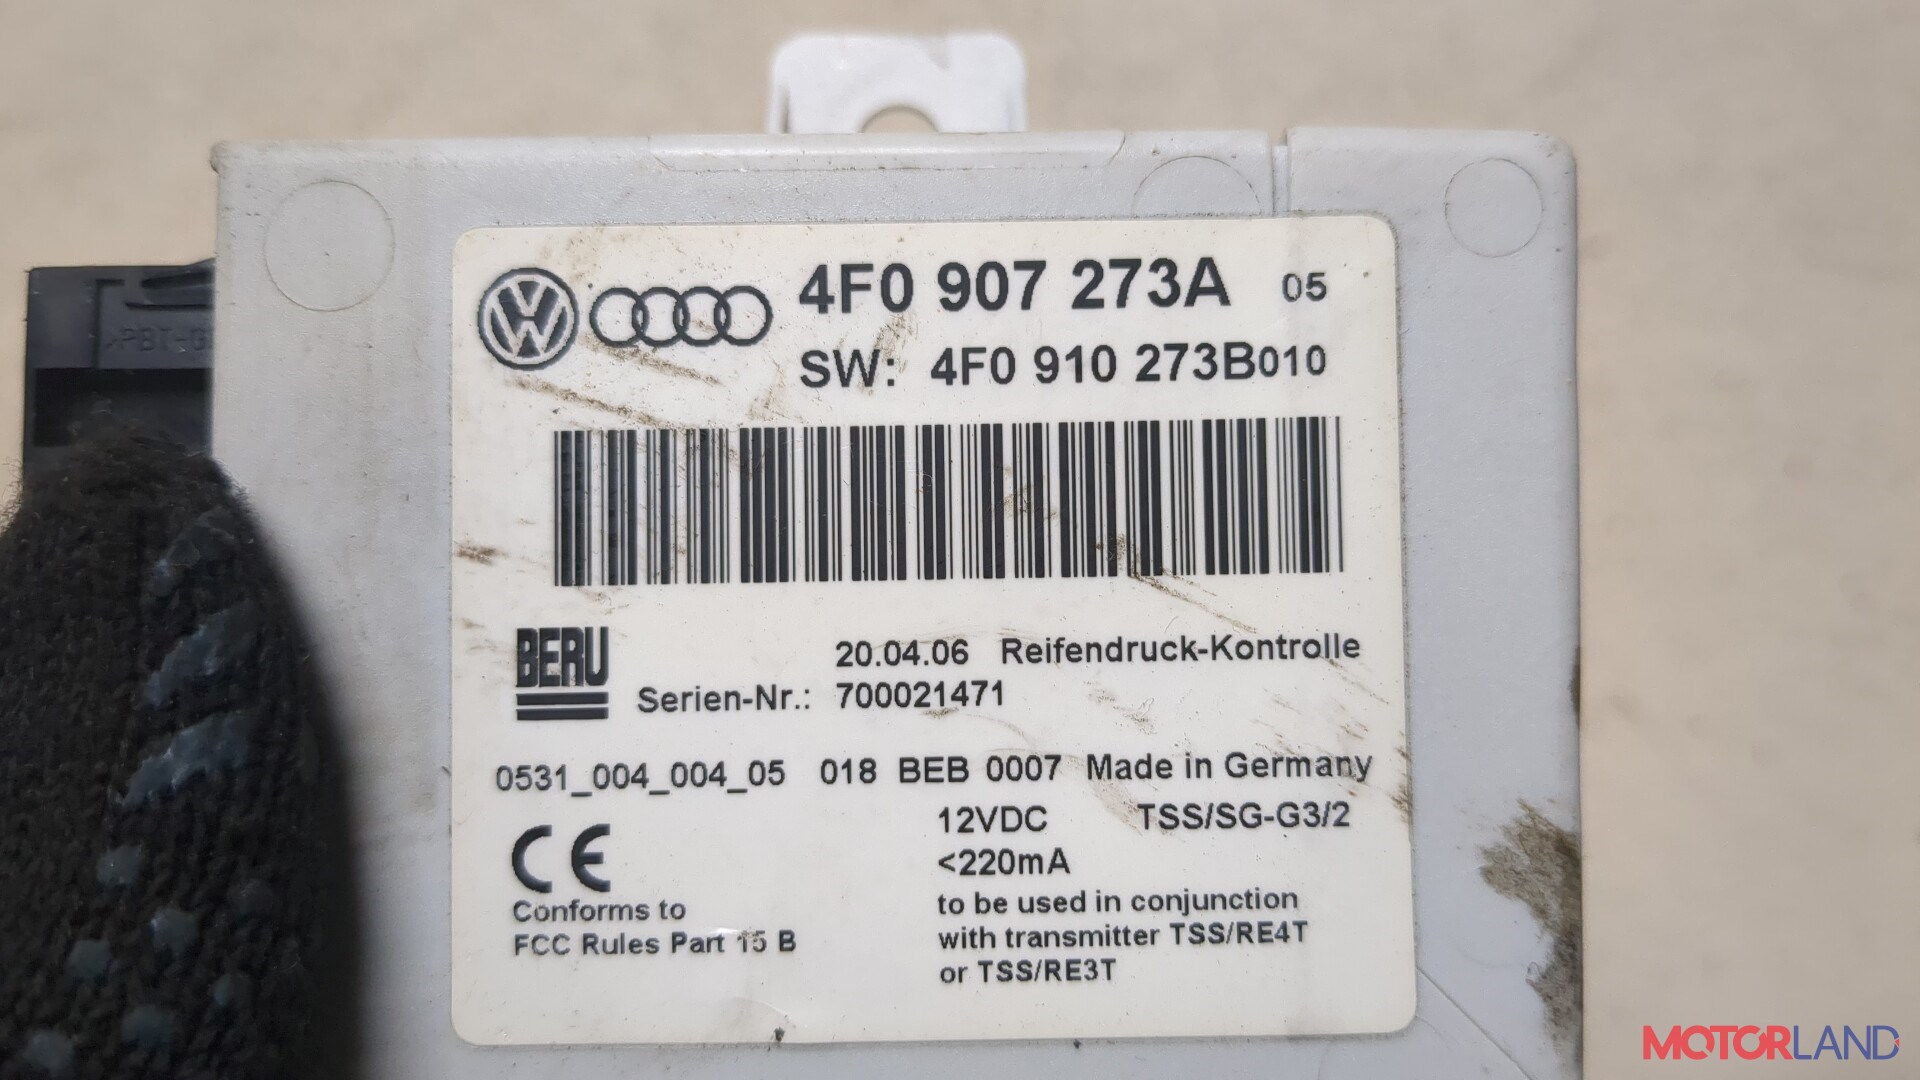 4F0 907 273A 05
SW: 4F0 910 273B010
BERU
20.04.06 Reifendruck-Kontrolle
Serien-Nr.: 700021471
0531_004_004_05 018 BEB 0007 Made in Germany
12VDC TSS/SG-G3/2
<220mA
CE
Conforms to
FCC Rules Part 15 B
to be used in conjunction
with transmitter TSS/RE4T
or TSS/RE3T
MOTORLAND